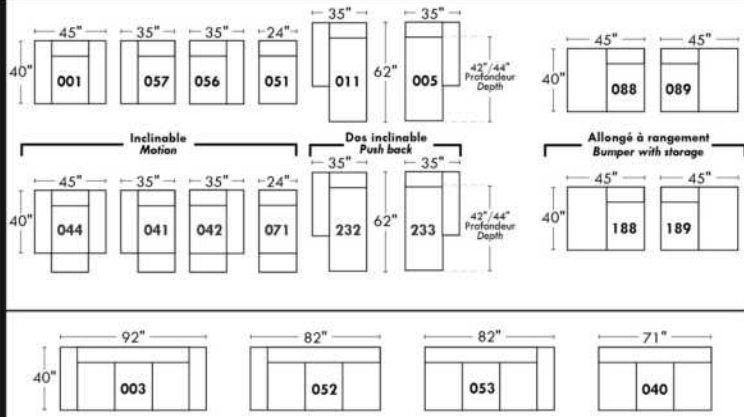 45" 35" 35" 24" 35" 35" 45" 45"
40" 001 057 056 051 011 62" 005 42"/44" Profondeur Depth 40" 088 089
Inclinable
Motion
Dos inclinable
Push back
Allongé à rangement
Bumper with storage
45" 35" 35" 24" 35" 35" 45" 45"
40" 044 041 042 071 232 62" 233 42"/44" Profondeur Depth 40" 188 189
92" 82" 82" 71"
40" 003 052 053 040